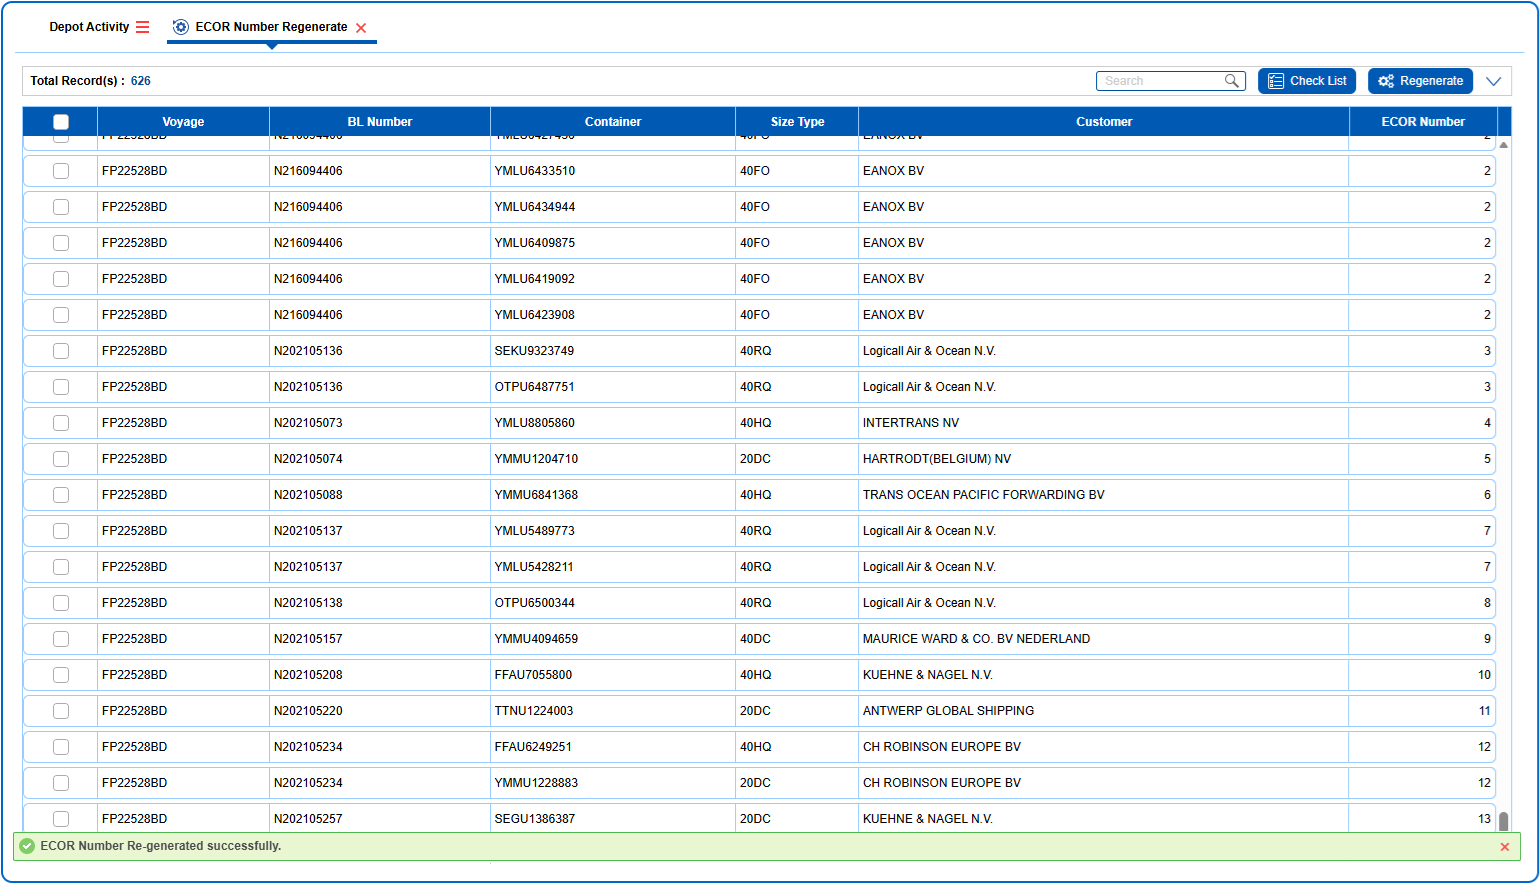 Depot Activity
ECOR Number Regenerate
Total Record(s) : 626
Search
Check List
Regenerate
Voyage BL Number Container Size Type Customer ECOR Number
FP22528BD N216094406 YMLU6433510 40FO EANOX BV 2
FP22528BD N216094406 YMLU6434944 40FO EANOX BV 2
FP22528BD N216094406 YMLU6409875 40FO EANOX BV 2
FP22528BD N216094406 YMLU6419092 40FO EANOX BV 2
FP22528BD N216094406 YMLU6423908 40FO EANOX BV 2
FP22528BD N202105136 SEKU9323749 40RQ Logicall Air & Ocean N.V. 3
FP22528BD N202105136 OTPU6487751 40RQ Logicall Air & Ocean N.V. 3
FP22528BD N202105073 YMLU8805860 40HQ INTERTRANS NV 4
FP22528BD N202105074 YMMU1204710 20DC HARTRODT(BELGIUM) NV 5
FP22528BD N202105088 YMMU6841368 40HQ TRANS OCEAN PACIFIC FORWARDING BV 6
FP22528BD N202105137 YMLU5489773 40RQ Logicall Air & Ocean N.V. 7
FP22528BD N202105137 YMLU5428211 40RQ Logicall Air & Ocean N.V. 7
FP22528BD N202105138 OTPU6500344 40RQ Logicall Air & Ocean N.V. 8
FP22528BD N202105157 YMMU4094659 40DC MAURICE WARD & CO. BV NEDERLAND 9
FP22528BD N202105208 FFAU7055800 40HQ KUEHNE & NAGEL N.V. 10
FP22528BD N202105220 TTNU1224003 20DC ANTWERP GLOBAL SHIPPING 11
FP22528BD N202105234 FFAU6249251 40HQ CH ROBINSON EUROPE BV 12
FP22528BD N202105234 YMMU1228883 20DC CH ROBINSON EUROPE BV 12
FP22528BD N202105257 SEGU1386387 20DC KUEHNE & NAGEL N.V. 13
ECOR Number Re-generated successfully.